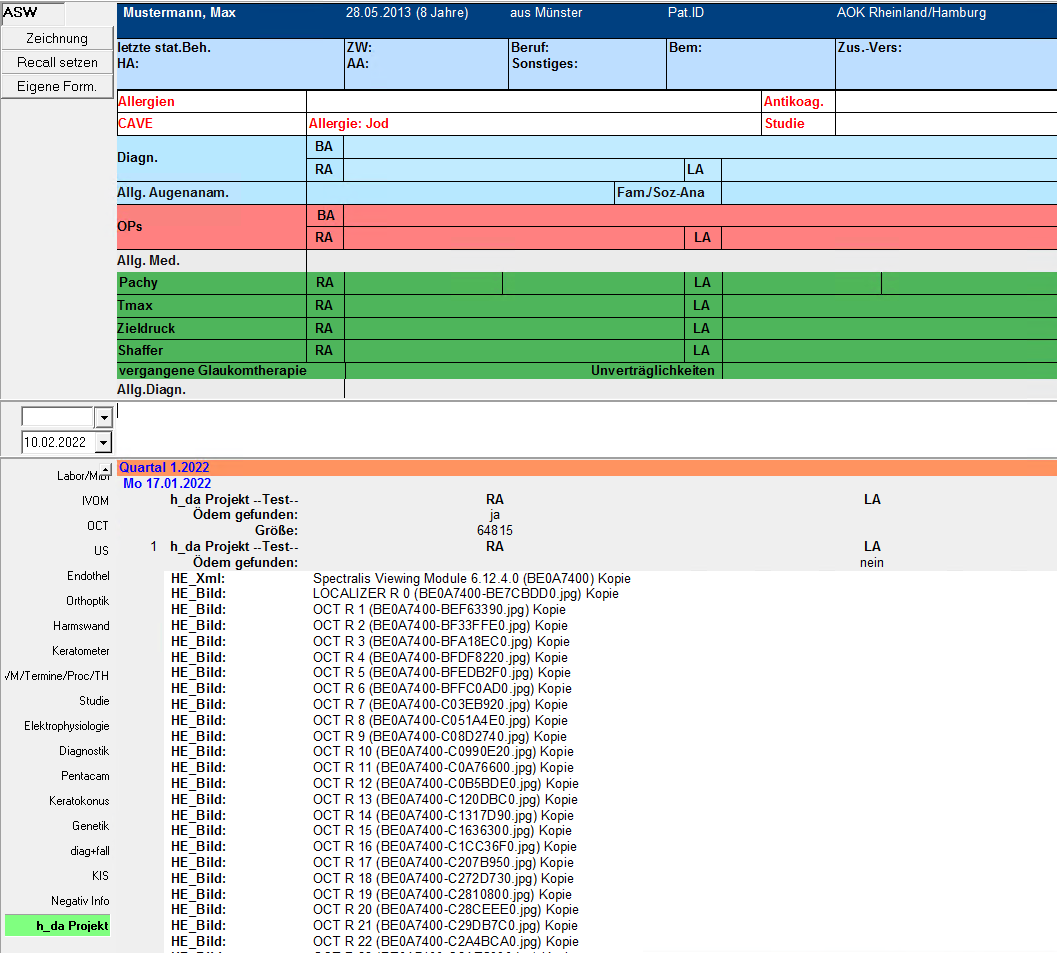 ASW
Zeichnung
Recall setzen
Eigene Form.
Mustermann, Max 28.05.2013 (8 Jahre) aus Münster Pat.ID AOK Rheinland/Hamburg
letzte stat.Beh. ZW: Beruf: Bem: Zus.-Vers:
HA: AA: Sonstiges:
Allergien Antikoag.
CAVE Allergie: Jod Studie
Diagn. BA
RA LA
Allg. Augenanam. Fam./Soz-Ana
OPs BA
RA LA
Allg. Med.
Pachy RA LA
Tmax RA LA
Zieldruck RA LA
Shaffer RA LA
vergangene Glaukomtherapie Unverträglichkeiten
Allg.Diagn.
10.02.2022
Labor/MiBi
IVOM
OCT
US
Endothel
Orthoptik
Harmswand
Keratometer
VM/Termine/Proc/TH
Studie
Elektrophysiologie
Diagnostik
Pentacam
Keratokonus
Genetik
diag+fall
KIS
Negativ Info
h_da Projekt
Quartal 1.2022
Mo 17.01.2022
h_da Projekt --Test-- RA LA
Ödem gefunden: ja
Größe: 64815
1 h_da Projekt --Test-- RA LA
Ödem gefunden: nein
HE_Xml: Spectralis Viewing Module 6.12.4.0 (BE0A7400) Kopie
HE_Bild: LOCALIZER R 0 (BE0A7400-BE7CBDD0.jpg) Kopie
HE_Bild: OCT R 1 (BE0A7400-BEF63390.jpg) Kopie
HE_Bild: OCT R 2 (BE0A7400-BF33FFE0.jpg) Kopie
HE_Bild: OCT R 3 (BE0A7400-BFA18EC0.jpg) Kopie
HE_Bild: OCT R 4 (BE0A7400-BFDF8220.jpg) Kopie
HE_Bild: OCT R 5 (BE0A7400-BFEDB2F0.jpg) Kopie
HE_Bild: OCT R 6 (BE0A7400-BFFC0AD0.jpg) Kopie
HE_Bild: OCT R 7 (BE0A7400-C03EB920.jpg) Kopie
HE_Bild: OCT R 8 (BE0A7400-C051A4E0.jpg) Kopie
HE_Bild: OCT R 9 (BE0A7400-C08D2740.jpg) Kopie
HE_Bild: OCT R 10 (BE0A7400-C0990E20.jpg) Kopie
HE_Bild: OCT R 11 (BE0A7400-C0A76600.jpg) Kopie
HE_Bild: OCT R 12 (BE0A7400-C0B5BDE0.jpg) Kopie
HE_Bild: OCT R 13 (BE0A7400-C120DBC0.jpg) Kopie
HE_Bild: OCT R 14 (BE0A7400-C1317D90.jpg) Kopie
HE_Bild: OCT R 15 (BE0A7400-C1636300.jpg) Kopie
HE_Bild: OCT R 16 (BE0A7400-C1CC36F0.jpg) Kopie
HE_Bild: OCT R 17 (BE0A7400-C207B950.jpg) Kopie
HE_Bild: OCT R 18 (BE0A7400-C272D730.jpg) Kopie
HE_Bild: OCT R 19 (BE0A7400-C2810800.jpg) Kopie
HE_Bild: OCT R 20 (BE0A7400-C28CEEE0.jpg) Kopie
HE_Bild: OCT R 21 (BE0A7400-C29DB7C0.jpg) Kopie
HE_Bild: OCT R 22 (BE0A7400-C2A4BCA0.jpg) Kopie